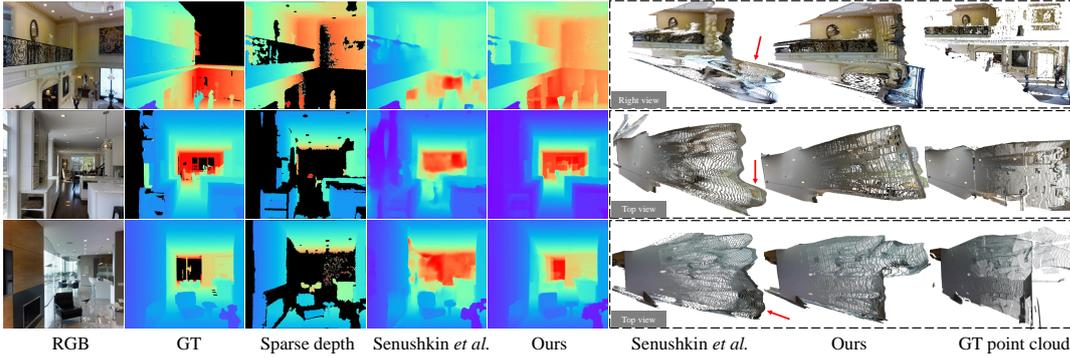 Right view
Top view
Top view
RGB GT Sparse depth Senushkin et al. Ours Senushkin et al. Ours GT point cloud